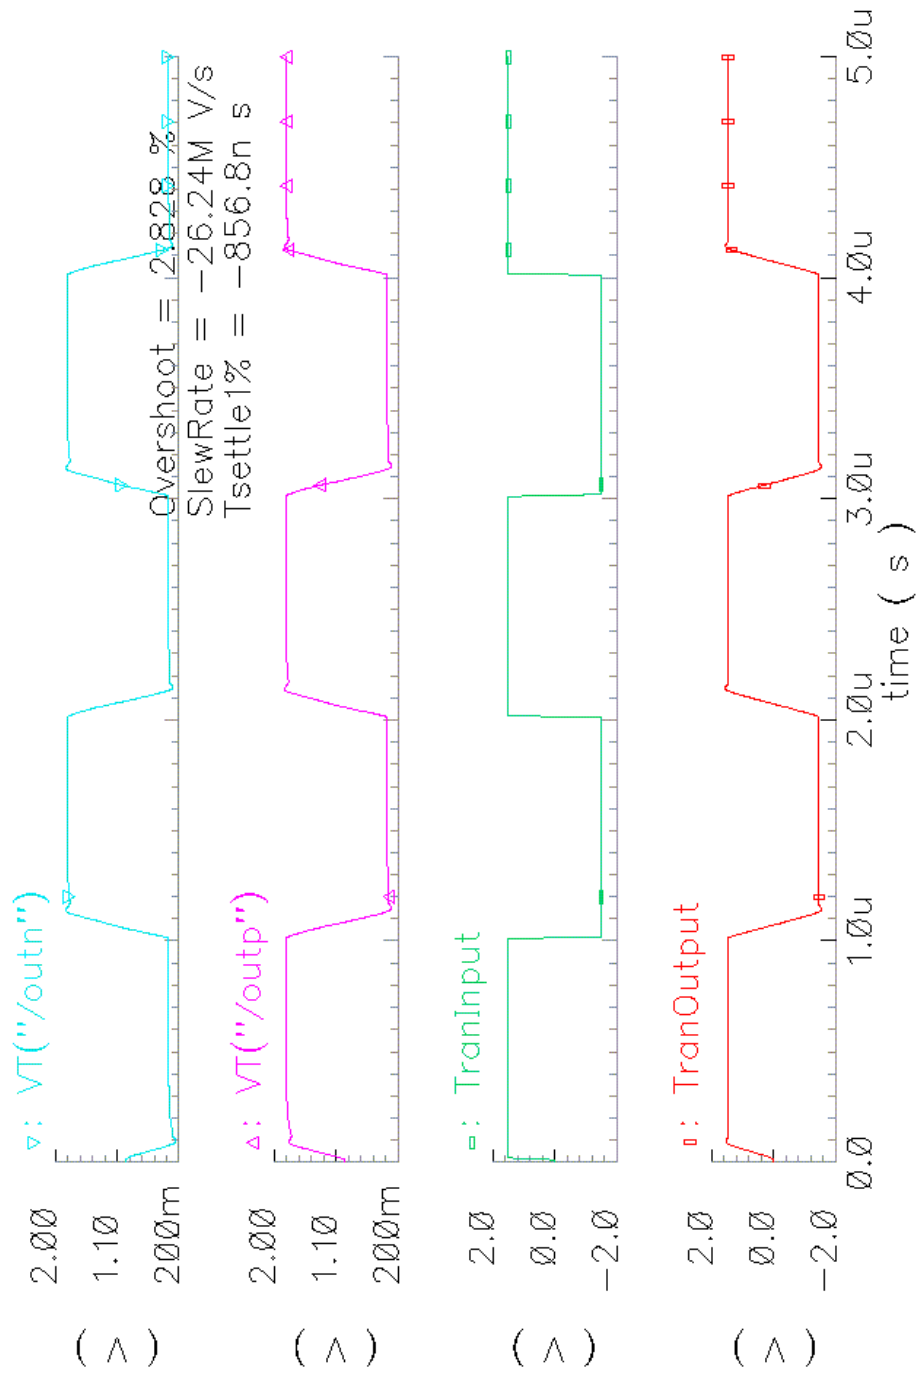 ▽: VT("/outn")
2.00
1.10
200m
( V )
Overshoot = 2.828 %
SlewRate = -26.24M V/s
Tsettle1% = -856.8n s
△: VT("/outp")
2.00
1.10
200m
( V )
▯: TranInput
2.0
0.0
-2.0
( V )
▯: TranOutput
2.0
0.0
-2.0
( V )
0.0 1.0u 2.0u 3.0u 4.0u 5.0u
time ( s )